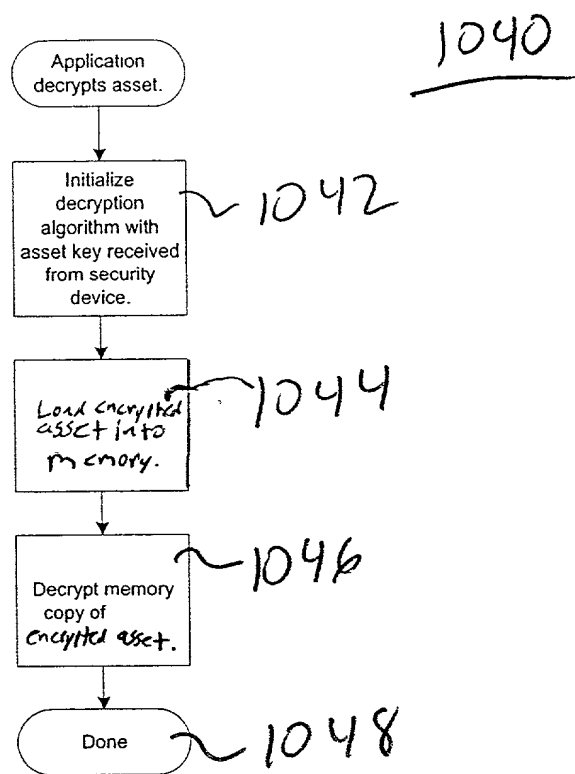 1040
Application
decrypts asset.
Initialize
decryption
algorithm with
asset key received
from security
device.
1042
Load encrypted
asset into
memory.
1044
Decrypt memory
copy of
encrypted asset.
1046
Done
1048